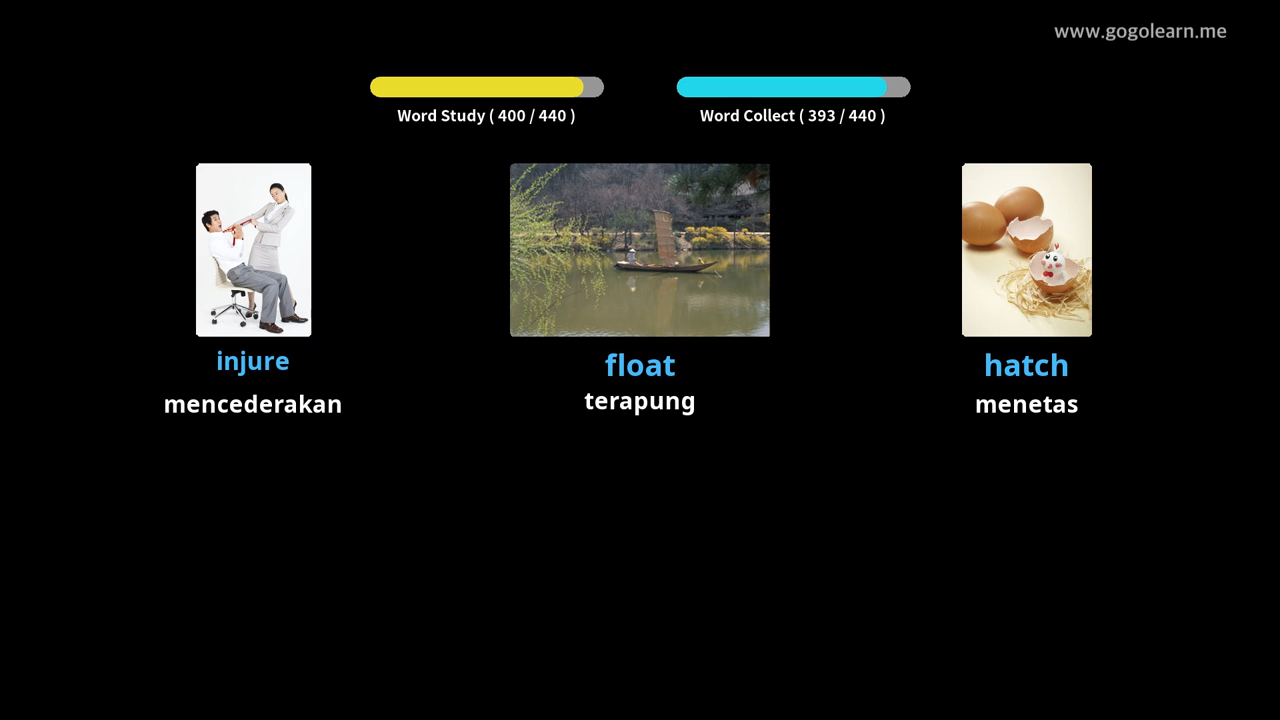 www.gogolearn.me
Word Study ( 400 / 440 )
Word Collect ( 393 / 440 )
injure
mencederakan
float
terapung
hatch
menetas